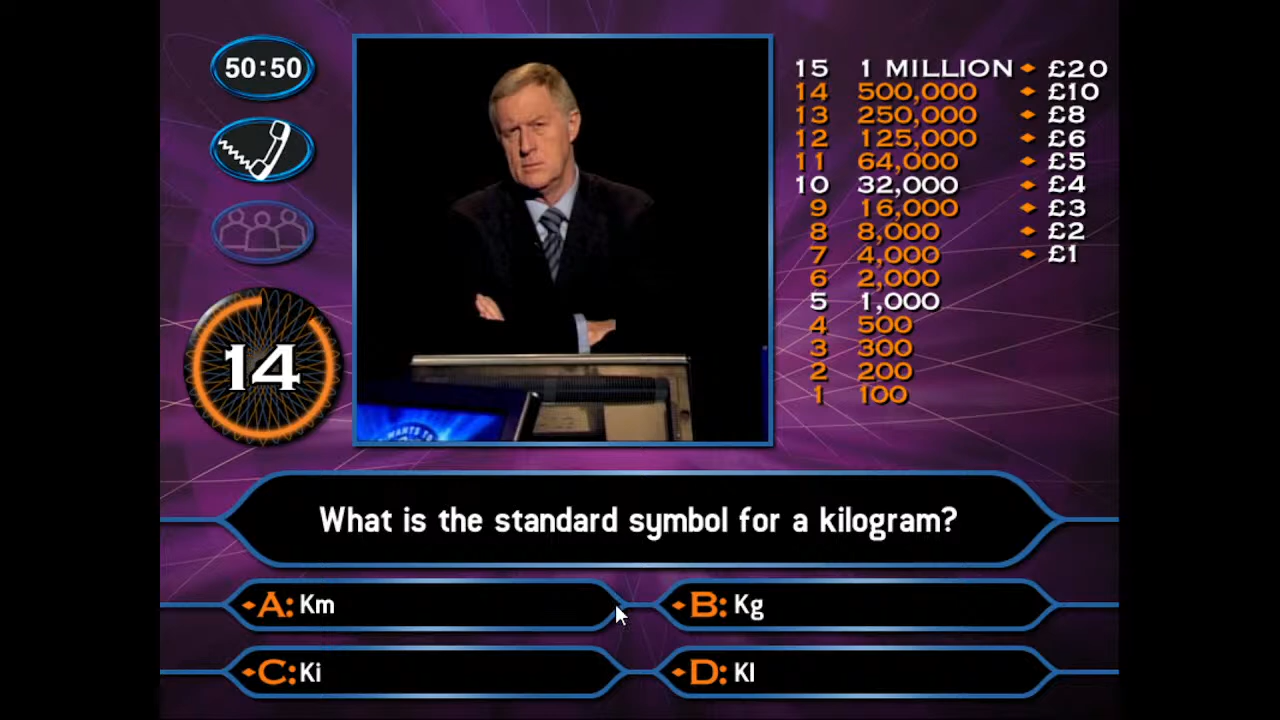 50:50
14
15 1 MILLION £20
14 500,000 £10
13 250,000 £8
12 125,000 £6
11 64,000 £5
10 32,000 £4
9 16,000 £3
8 8,000 £2
7 4,000 £1
6 2,000
5 1,000
4 500
3 300
2 200
1 100
WANTS TO
What is the standard symbol for a kilogram?
A: Km
B: Kg
C: Ki
D: Kl